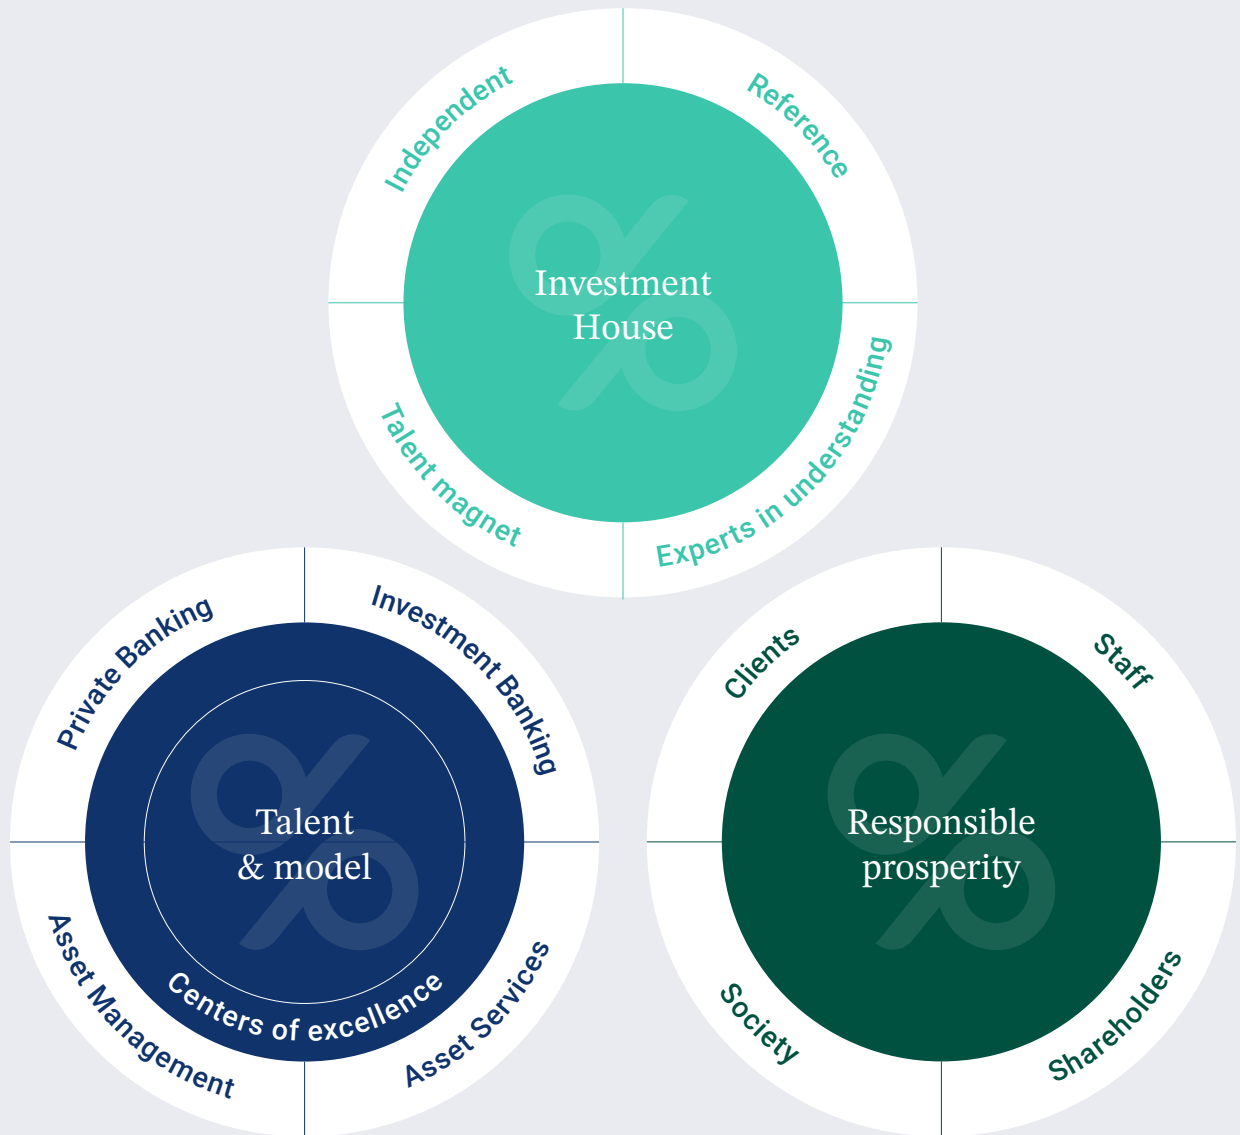 Independent
Reference
Investment
House
Talent magnet
Experts in understanding
Private Banking
Investment Banking
Talent
& model
Centers of excellence
Asset Management
Asset Services
Clients
Staff
Responsible
prosperity
Society
Shareholders